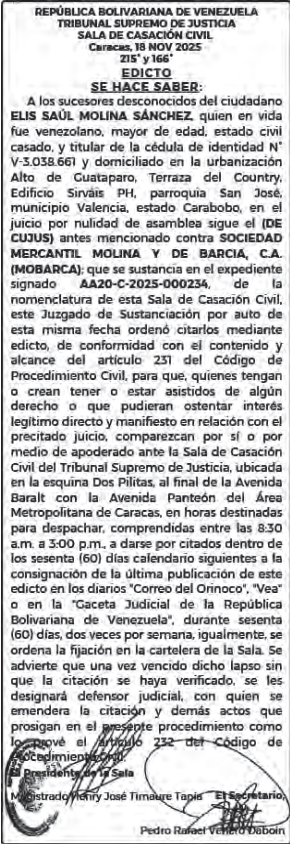 REPÚBLICA BOLIVARIANA DE VENEZUELA
TRIBUNAL SUPREMO DE JUSTICIA
SALA DE CASACIÓN CIVIL
Caracas, 18 NOV 2025
215° y 166°
EDICTO
SE HACE SABER:
A los sucesores desconocidos del ciudadano
ELIS SAÚL MOLINA SÁNCHEZ, quien en vida
fue venezolano, mayor de edad, estado civil
casado, y titular de la cédula de identidad N°
V-3.038.661 y domiciliado en la urbanización
Alto de Guataparo, Terraza del Country,
Edificio Sirváis PH, parroquia San José,
municipio Valencia, estado Carabobo, en el
juicio por nulidad de asamblea sigue el (DE
CUJUS) antes mencionado contra SOCIEDAD
MERCANTIL MOLINA Y DE BARCIA, C.A.
(MOBARCA); que se sustancia en el expediente
signado AA20-C-2025-000234, de la
nomenclatura de esta Sala de Casación Civil,
este Juzgado de Sustanciación por auto de
esta misma fecha ordenó citarlos mediante
edicto, de conformidad con el contenido y
alcance del artículo 231 del Código de
Procedimiento Civil, para que, quienes tengan
o crean tener o estar asistidos de algún
derecho o que pudieran ostentar interés
legítimo directo y manifiesto en relación con el
precitado juicio, comparezcan por sí o por
medio de apoderado ante la Sala de Casación
Civil del Tribunal Supremo de Justicia, ubicada
en la esquina Dos Pilitas, al final de la Avenida
Baralt con la Avenida Panteón del Área
Metropolitana de Caracas, en horas destinadas
para despachar, comprendidas entre las 8:30
a.m. a 3:00 p.m., a darse por citados dentro de
los sesenta (60) días calendario siguientes a la
consignación de la última publicación de este
edicto en los diarios "Correo del Orinoco", "Vea"
o en la "Gaceta Judicial de la República
Bolivariana de Venezuela", durante sesenta
(60) días, dos veces por semana, igualmente, se
ordena la fijación en la cartelera de la Sala. Se
advierte que una vez vencido dicho lapso sin
que la citación se haya verificado, se les
designará defensor judicial, con quien se
emendera la citación y demás actos que
prosigan en el presente procedimiento como
lo prové el artículo 232 del Código de
Procedimiento Civil.
El Presidente de la Sala
Magistrado Henry José Timaure Tapia El Secretario,
Pedro Rafael Venero Daboin